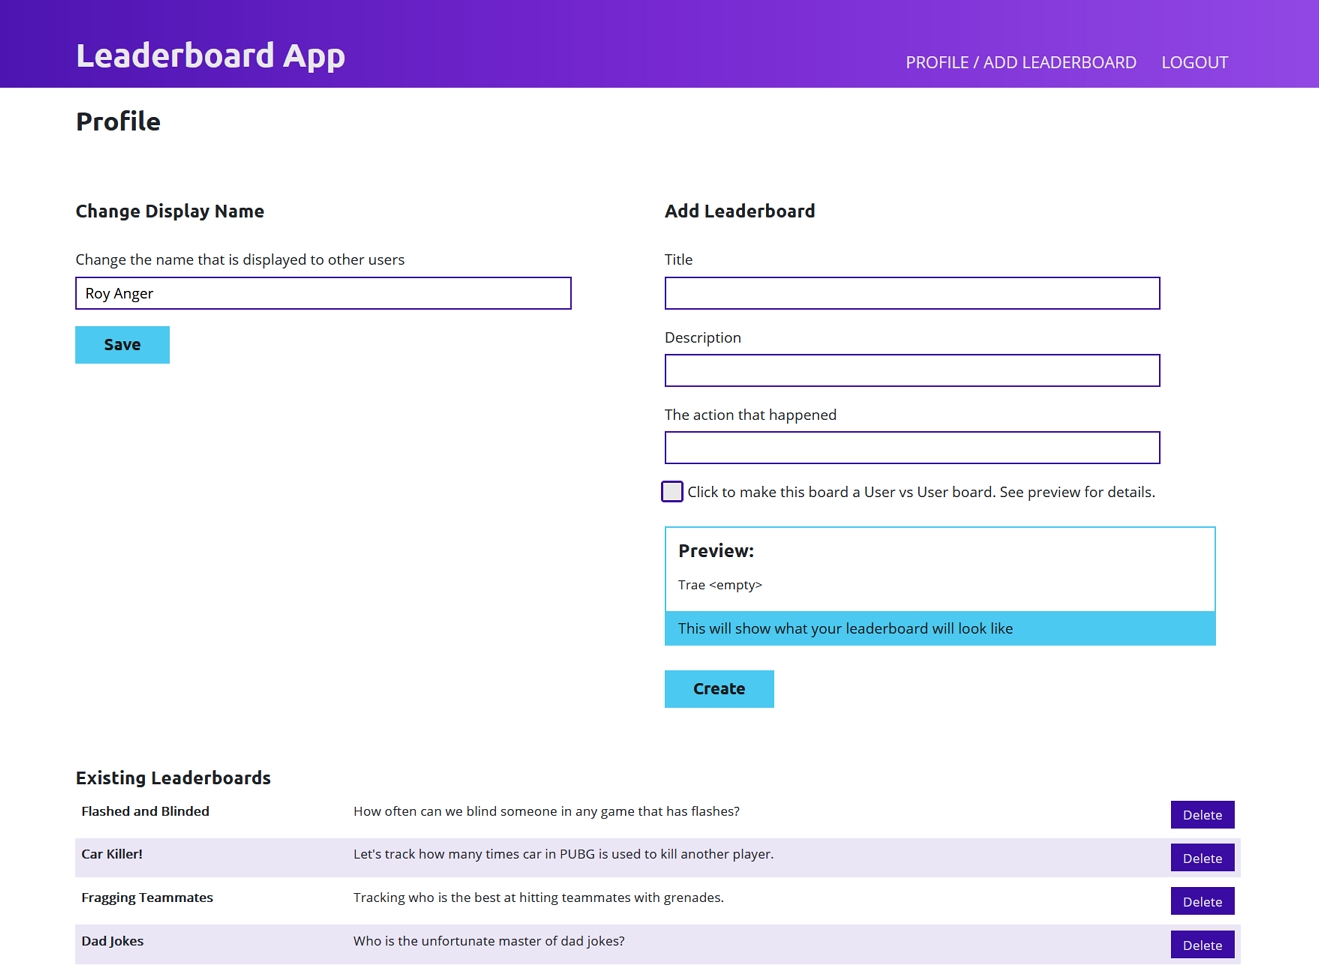 Leaderboard App
PROFILE / ADD LEADERBOARD
LOGOUT
Profile
Change Display Name
Change the name that is displayed to other users
Roy Anger
Save
Add Leaderboard
Title
Description
The action that happened
Click to make this board a User vs User board. See preview for details.
Preview:
Trae <empty>
This will show what your leaderboard will look like
Create
Existing Leaderboards
Flashed and Blinded
How often can we blind someone in any game that has flashes?
Delete
Car Killer!
Let's track how many times car in PUBG is used to kill another player.
Delete
Fragging Teammates
Tracking who is the best at hitting teammates with grenades.
Delete
Dad Jokes
Who is the unfortunate master of dad jokes?
Delete